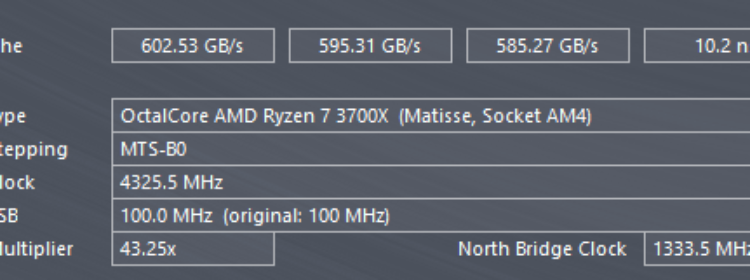 he 602.53 GB/s 595.31 GB/s 585.27 GB/s 10.2 n
ype OctalCore AMD Ryzen 7 3700X (Matisse, Socket AM4)
tepping MTS-B0
lock 4325.5 MHz
SB 100.0 MHz (original: 100 MHz)
ultiplier 43.25x North Bridge Clock 1333.5 MHz